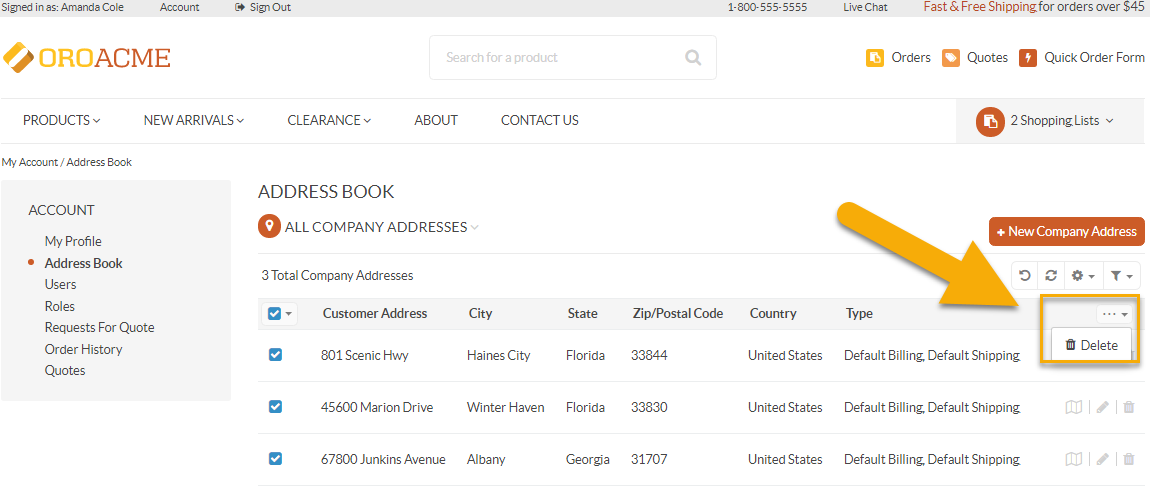 Signed in as: Amanda Cole Account Sign Out 1-800-555-5555 Live Chat Fast & Free Shipping for orders over $45
OROACME Search for a product Orders Quotes Quick Order Form
PRODUCTS NEW ARRIVALS CLEARANCE ABOUT CONTACT US 2 Shopping Lists
My Account / Address Book
ACCOUNT
My Profile
Address Book
Users
Roles
Requests For Quote
Order History
Quotes
ADDRESS BOOK
ALL COMPANY ADDRESSES
+ New Company Address
3 Total Company Addresses
Customer Address City State Zip/Postal Code Country Type ...
Delete
801 Scenic Hwy Haines City Florida 33844 United States Default Billing, Default Shipping
45600 Marion Drive Winter Haven Florida 33830 United States Default Billing, Default Shipping
67800 Junkins Avenue Albany Georgia 31707 United States Default Billing, Default Shipping